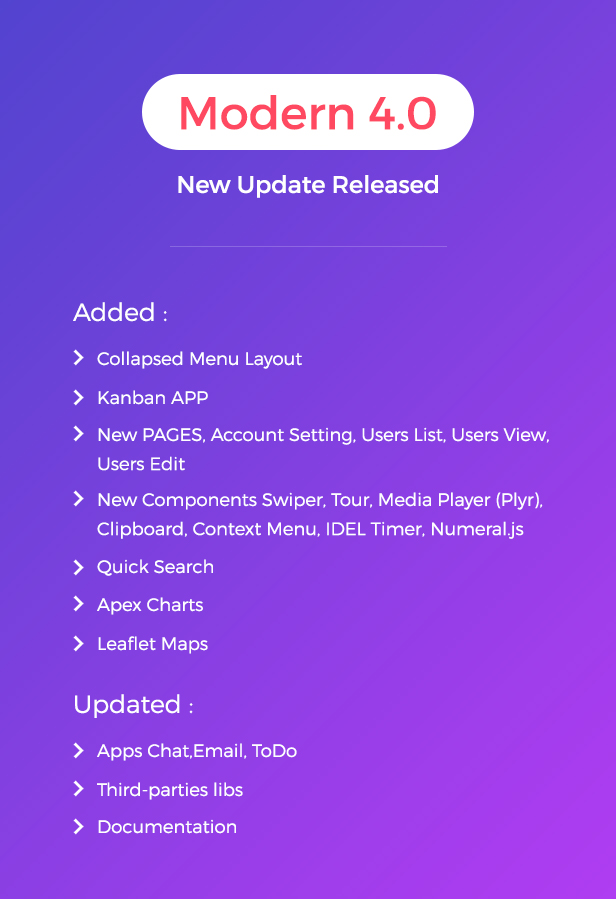 Modern 4.0
New Update Released
Added :
Collapsed Menu Layout
Kanban APP
New PAGES, Account Setting, Users List, Users View,
Users Edit
New Components Swiper, Tour, Media Player (Plyr),
Clipboard, Context Menu, IDEL Timer, Numeral.js
Quick Search
Apex Charts
Leaflet Maps
Updated :
Apps Chat,Email, ToDo
Third-parties libs
Documentation